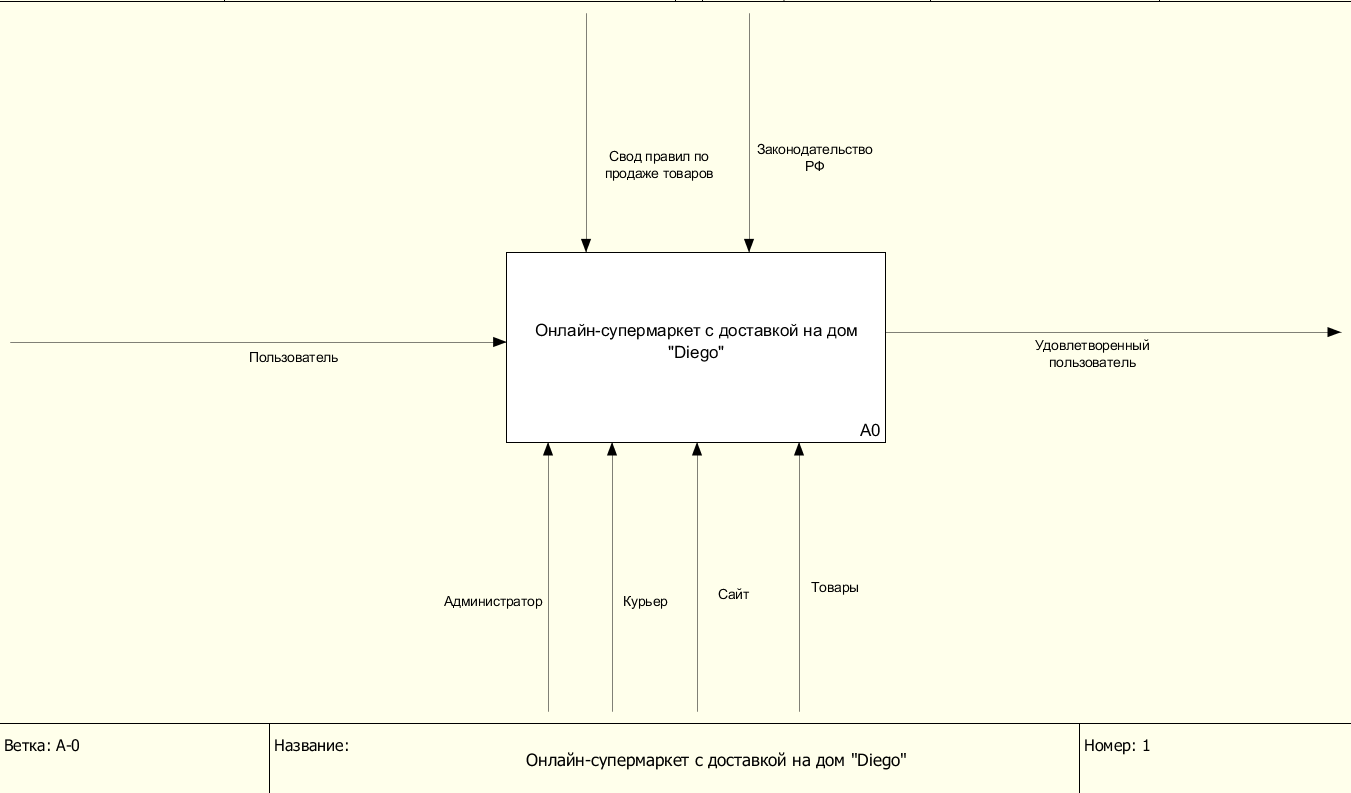 Свод правил по
продаже товаров
Законодательство
РФ
Онлайн-супермаркет с доставкой на дом
"Diego"
A0
Пользователь
Удовлетворенный
пользователь
Администратор
Курьер
Сайт
Товары
Ветка: A-0
Название:
Онлайн-супермаркет с доставкой на дом "Diego"
Номер: 1